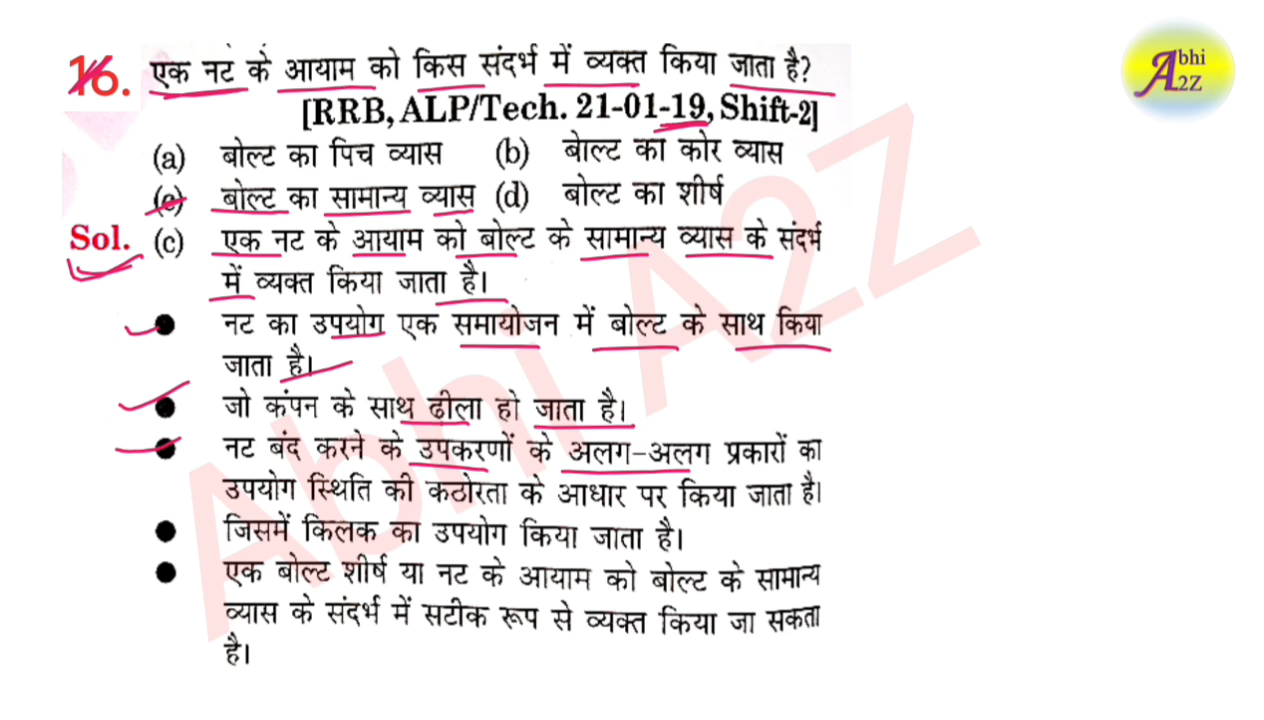 16. एक नट के आयाम को किस संदर्भ में व्यक्त किया जाता है?
[RRB, ALP/Tech. 21-01-19, Shift-2]
(a) बोल्ट का पिच व्यास (b) बोल्ट का कोर व्यास
(c) बोल्ट का सामान्य व्यास (d) बोल्ट का शीर्ष
Sol. (c) एक नट के आयाम को बोल्ट के सामान्य व्यास के संदर्भ
में व्यक्त किया जाता है।
● नट का उपयोग एक समायोजन में बोल्ट के साथ किया
जाता है।
● जो कंपन के साथ ढीला हो जाता है।
● नट बंद करने के उपकरणों के अलग-अलग प्रकारों का
उपयोग स्थिति की कठोरता के आधार पर किया जाता है।
● जिसमें किलक का उपयोग किया जाता है।
● एक बोल्ट शीर्ष या नट के आयाम को बोल्ट के सामान्य
व्यास के संदर्भ में सटीक रूप से व्यक्त किया जा सकता
है।
Abhi A2Z
Abhi
A2Z